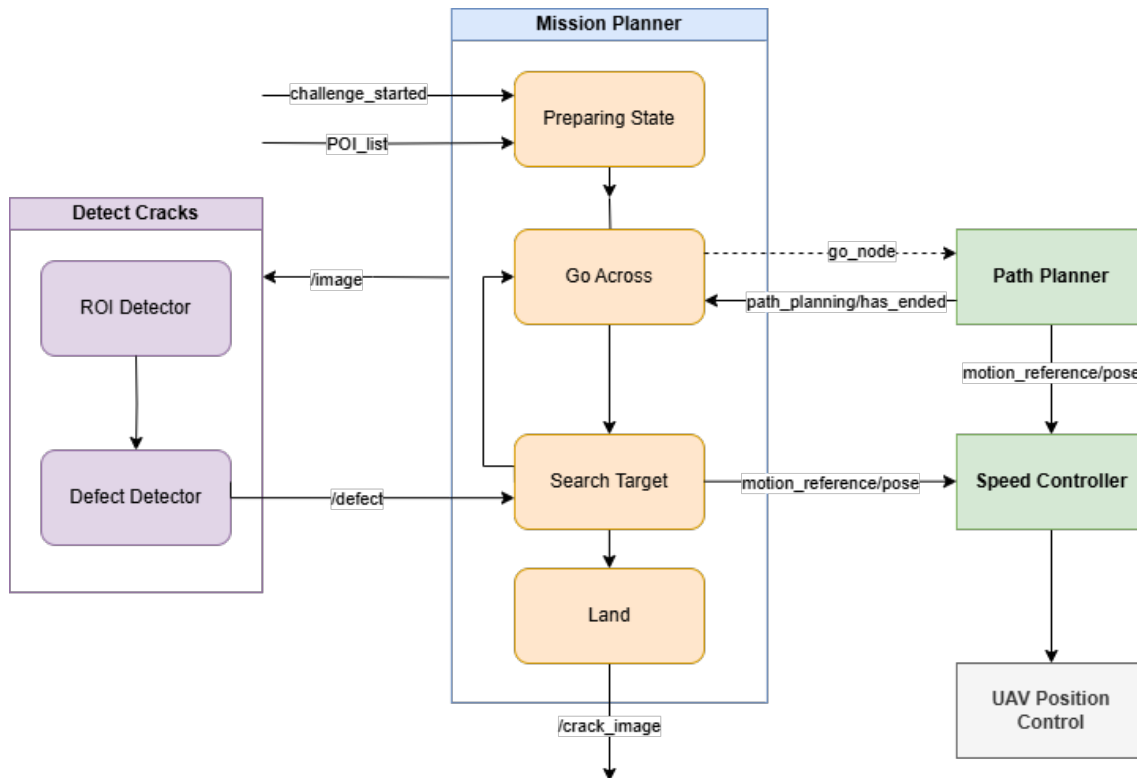 Mission Planner
challenge_started
Preparing State
POI_list
Detect Cracks
ROI Detector
/image
Go Across
go_node
Path Planner
path_planning/has_ended
motion_reference/pose
Defect Detector
/defect
Search Target
motion_reference/pose
Speed Controller
Land
/crack_image
UAV Position
Control